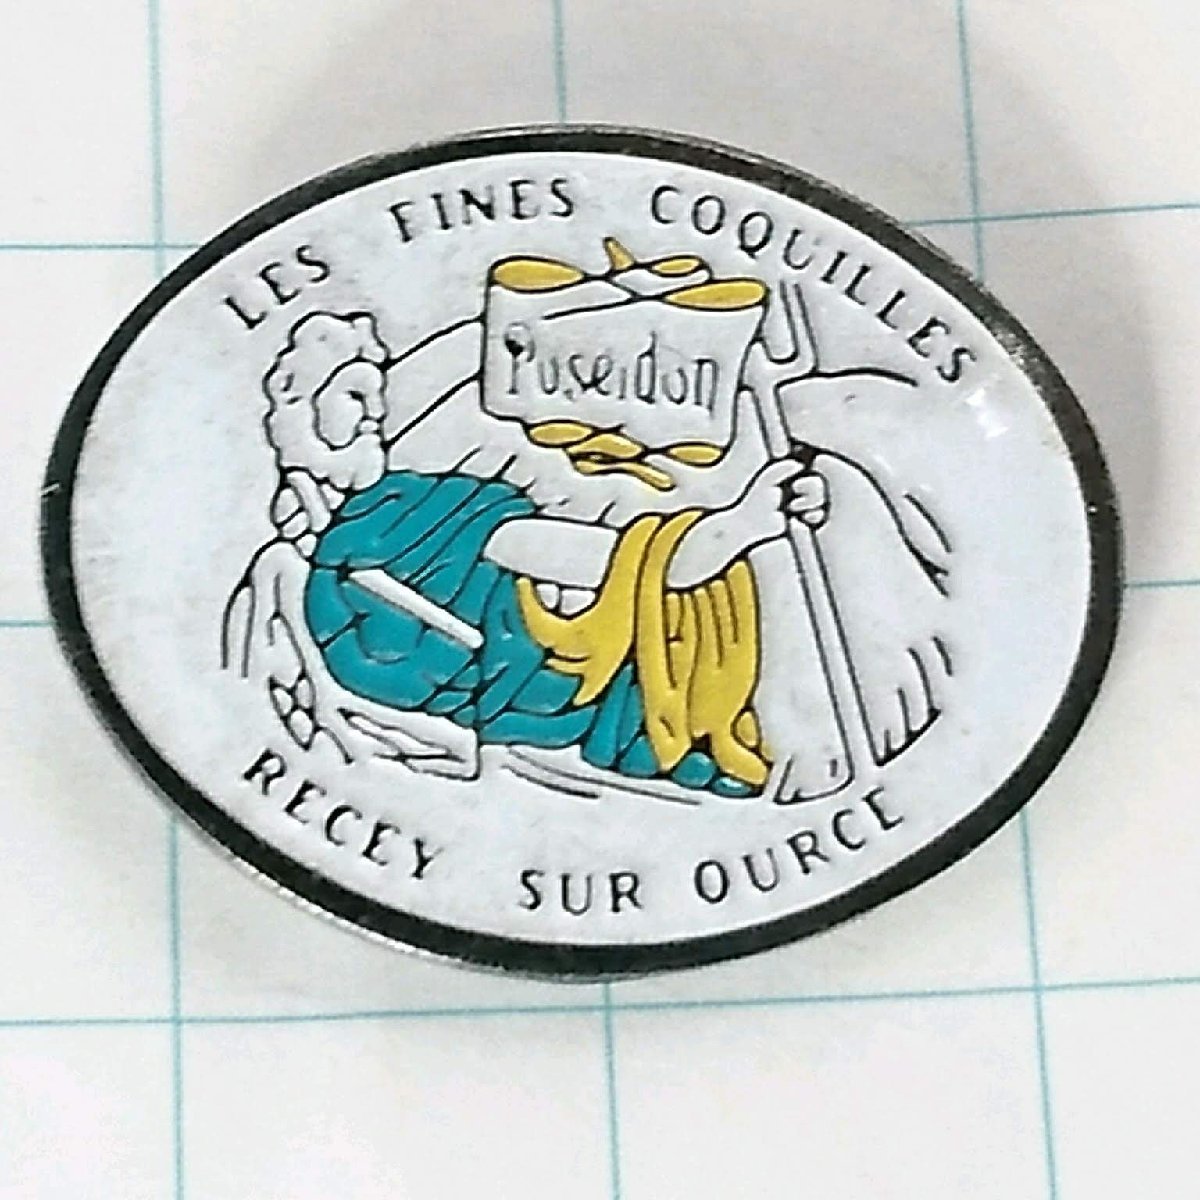 LES FINES COQUILLES
Poseidon
RECEY SUR OURCE